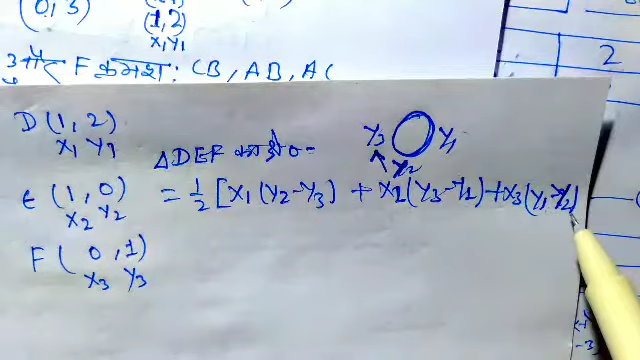 (0,3)
(1,2)
x₁y₁
और F क्रमशः CB, AB, AC
2
D (1, 2)
x₁ y₁
ΔDEF का क्षे०
y₃ y₁
y₂
E (1, 0)
x₂ y₂
= 1/2 [x₁(y₂-y₃) + x₂(y₃-y₁)+x₃(y₁-y₂)
F ( 0, 1)
x₃ y₃
-3